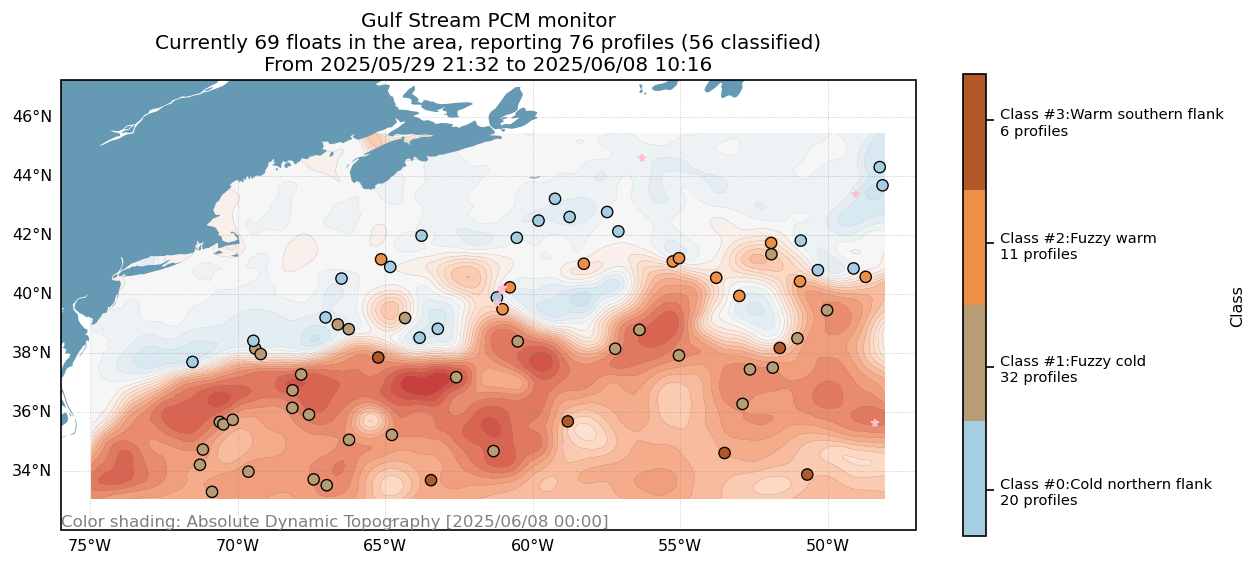 Gulf Stream PCM monitor
Currently 69 floats in the area, reporting 76 profiles (56 classified)
From 2025/05/29 21:32 to 2025/06/08 10:16
46°N
44°N
42°N
40°N
38°N
36°N
34°N
Color shading: Absolute Dynamic Topography [2025/06/08 00:00]
75°W
70°W
65°W
60°W
55°W
50°W
Class #3:Warm southern flank
6 profiles
Class #2:Fuzzy warm
11 profiles
Class #1:Fuzzy cold
32 profiles
Class #0:Cold northern flank
20 profiles
Class